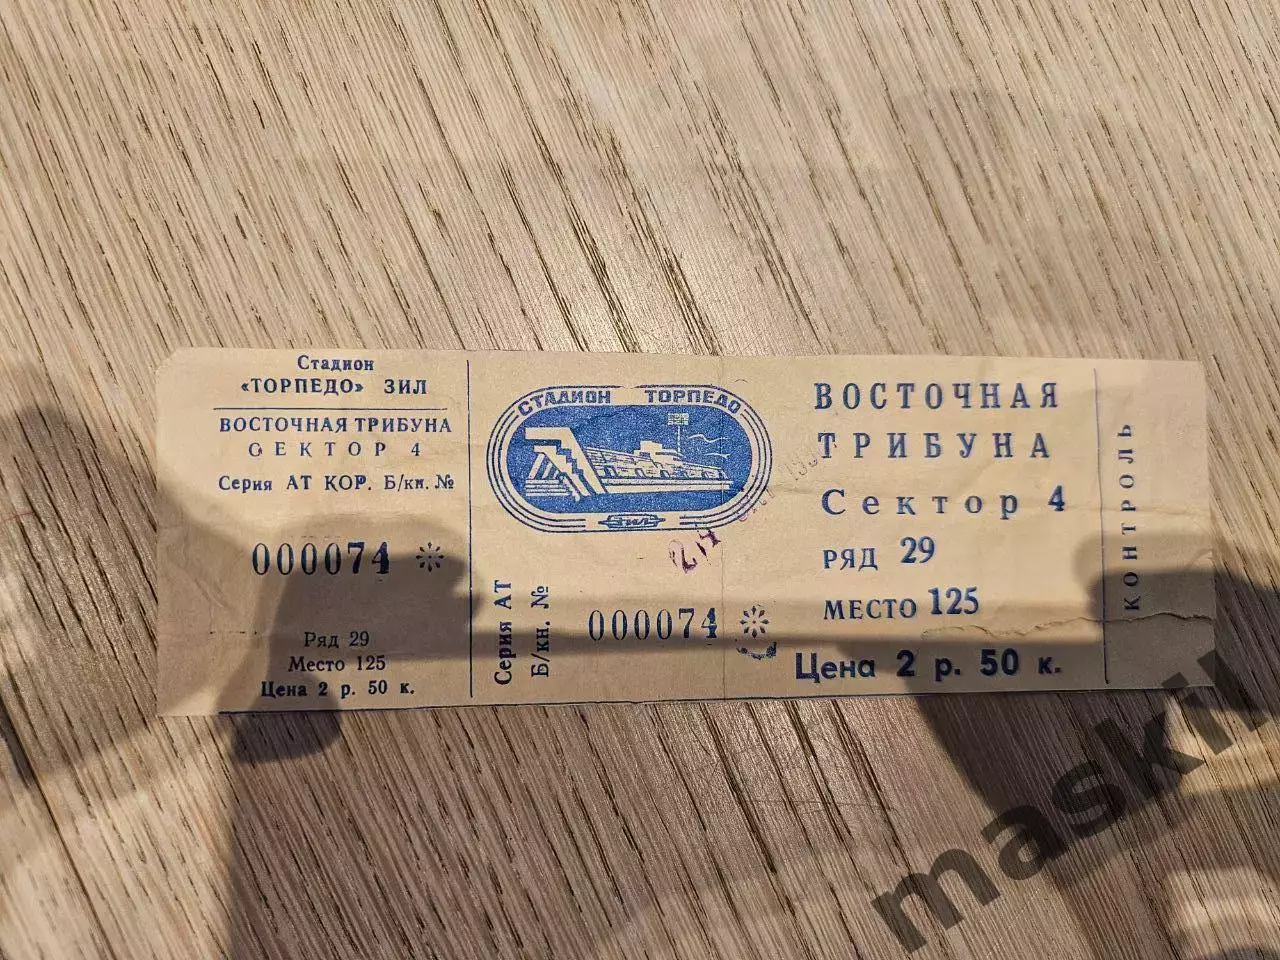 Стадион
«ТОРПЕДО» ЗИЛ
ВОСТОЧНАЯ ТРИБУНА
СЕКТОР 4
Серия АТ КОР. Б/кн. №
000074
Ряд 29
Место 125
Цена 2 р. 50 к.
СТАДИОН ТОРПЕДО
ЗИЛ
Серия АТ
Б/кн. №
000074
ВОСТОЧНАЯ
ТРИБУНА
Сектор 4
РЯД 29
МЕСТО 125
Цена 2 р. 50 к.
КОНТРОЛЬ
maskil